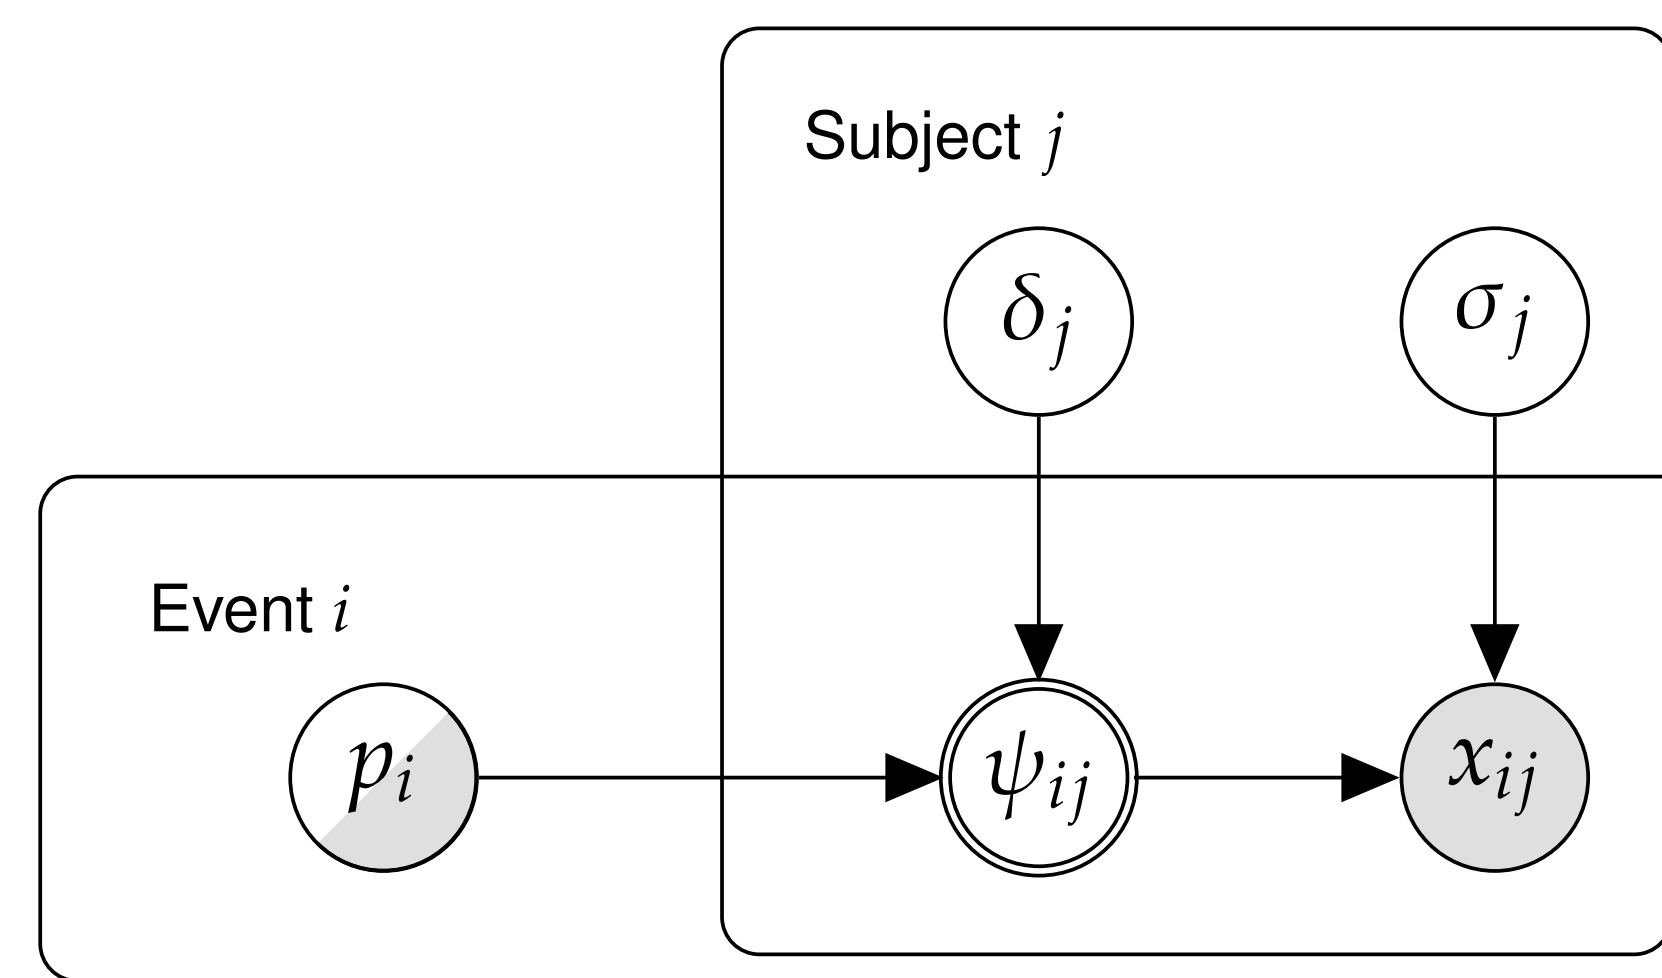 Subject j
δj
σj
Event i
pi
ψij
xij